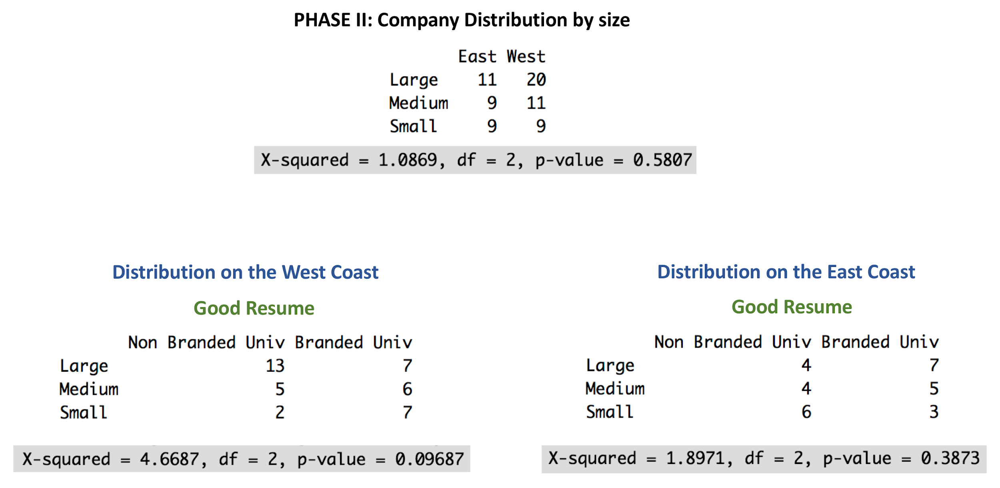 PHASE II: Company Distribution by size
East West
Large 11 20
Medium 9 11
Small 9 9
X-squared = 1.0869, df = 2, p-value = 0.5807
Distribution on the West Coast
Good Resume
Non Branded Univ Branded Univ
Large 13 7
Medium 5 6
Small 2 7
X-squared = 4.6687, df = 2, p-value = 0.09687
Distribution on the East Coast
Good Resume
Non Branded Univ Branded Univ
Large 4 7
Medium 4 5
Small 6 3
X-squared = 1.8971, df = 2, p-value = 0.3873